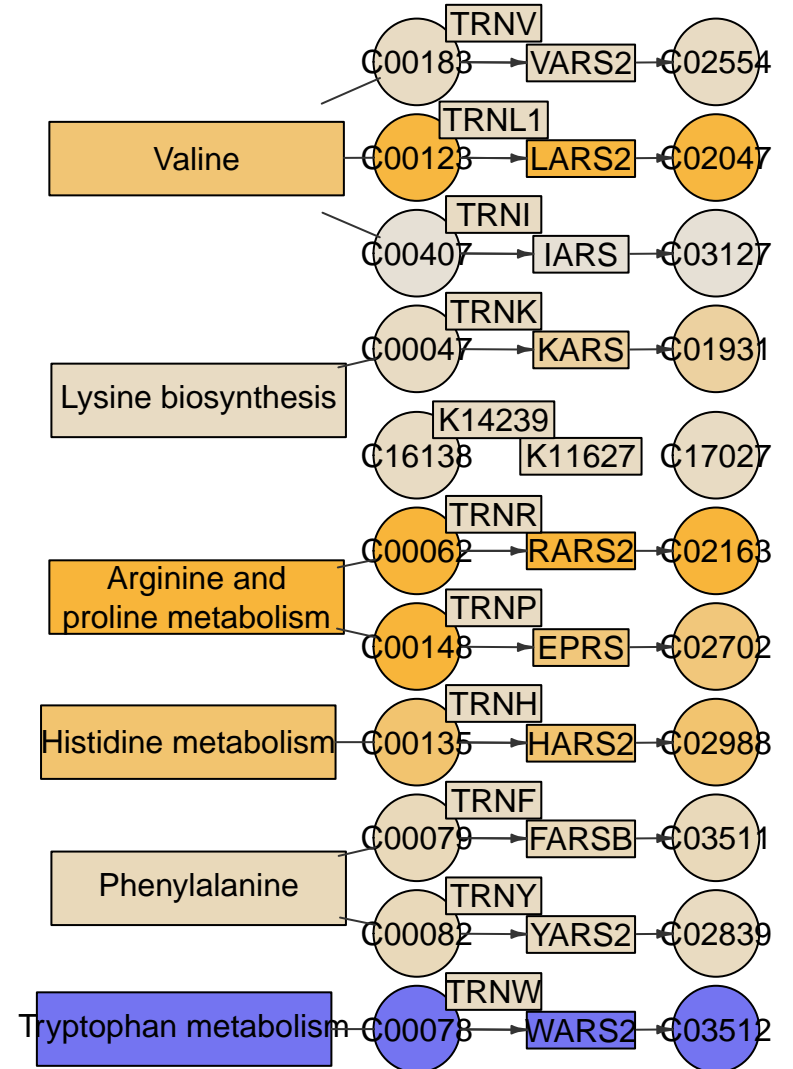 TRNV
C00183 VARS2 C02554
TRNL1
Valine C00123 LARS2 C02047
TRNI
C00407 IARS C03127
TRNK
C00047 KARS C01931
Lysine biosynthesis
K14239
C16138 K11627 C17027
TRNR
C00062 RARS2 C02163
Arginine and
proline metabolism
TRNP
C00148 EPRS C02702
TRNH
Histidine metabolism C00135 HARS2 C02988
TRNF
C00079 FARSB C03511
Phenylalanine
TRNY
C00082 YARS2 C02839
TRNW
Tryptophan metabolism C00078 WARS2 C03512